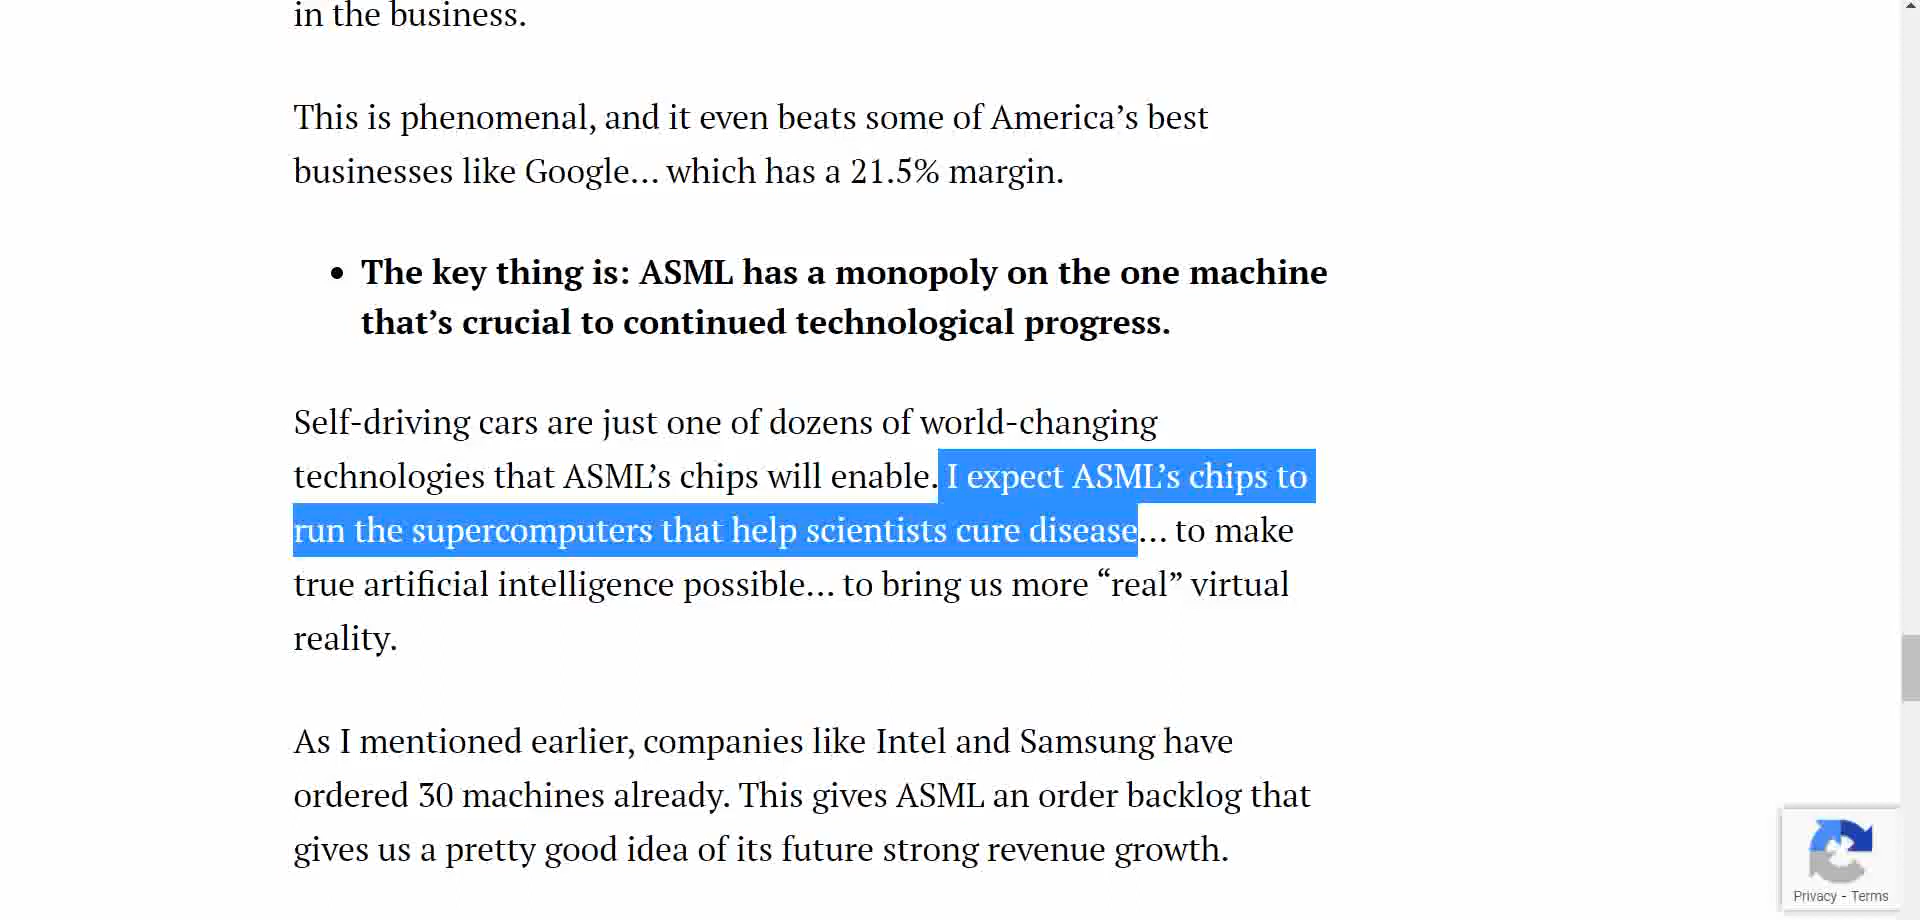 in the business.
This is phenomenal, and it even beats some of America’s best
businesses like Google… which has a 21.5% margin.
• The key thing is: ASML has a monopoly on the one machine
that’s crucial to continued technological progress.
Self-driving cars are just one of dozens of world-changing
technologies that ASML’s chips will enable. I expect ASML’s chips to
run the supercomputers that help scientists cure disease… to make
true artificial intelligence possible… to bring us more “real” virtual
reality.
As I mentioned earlier, companies like Intel and Samsung have
ordered 30 machines already. This gives ASML an order backlog that
gives us a pretty good idea of its future strong revenue growth.
Privacy - Terms